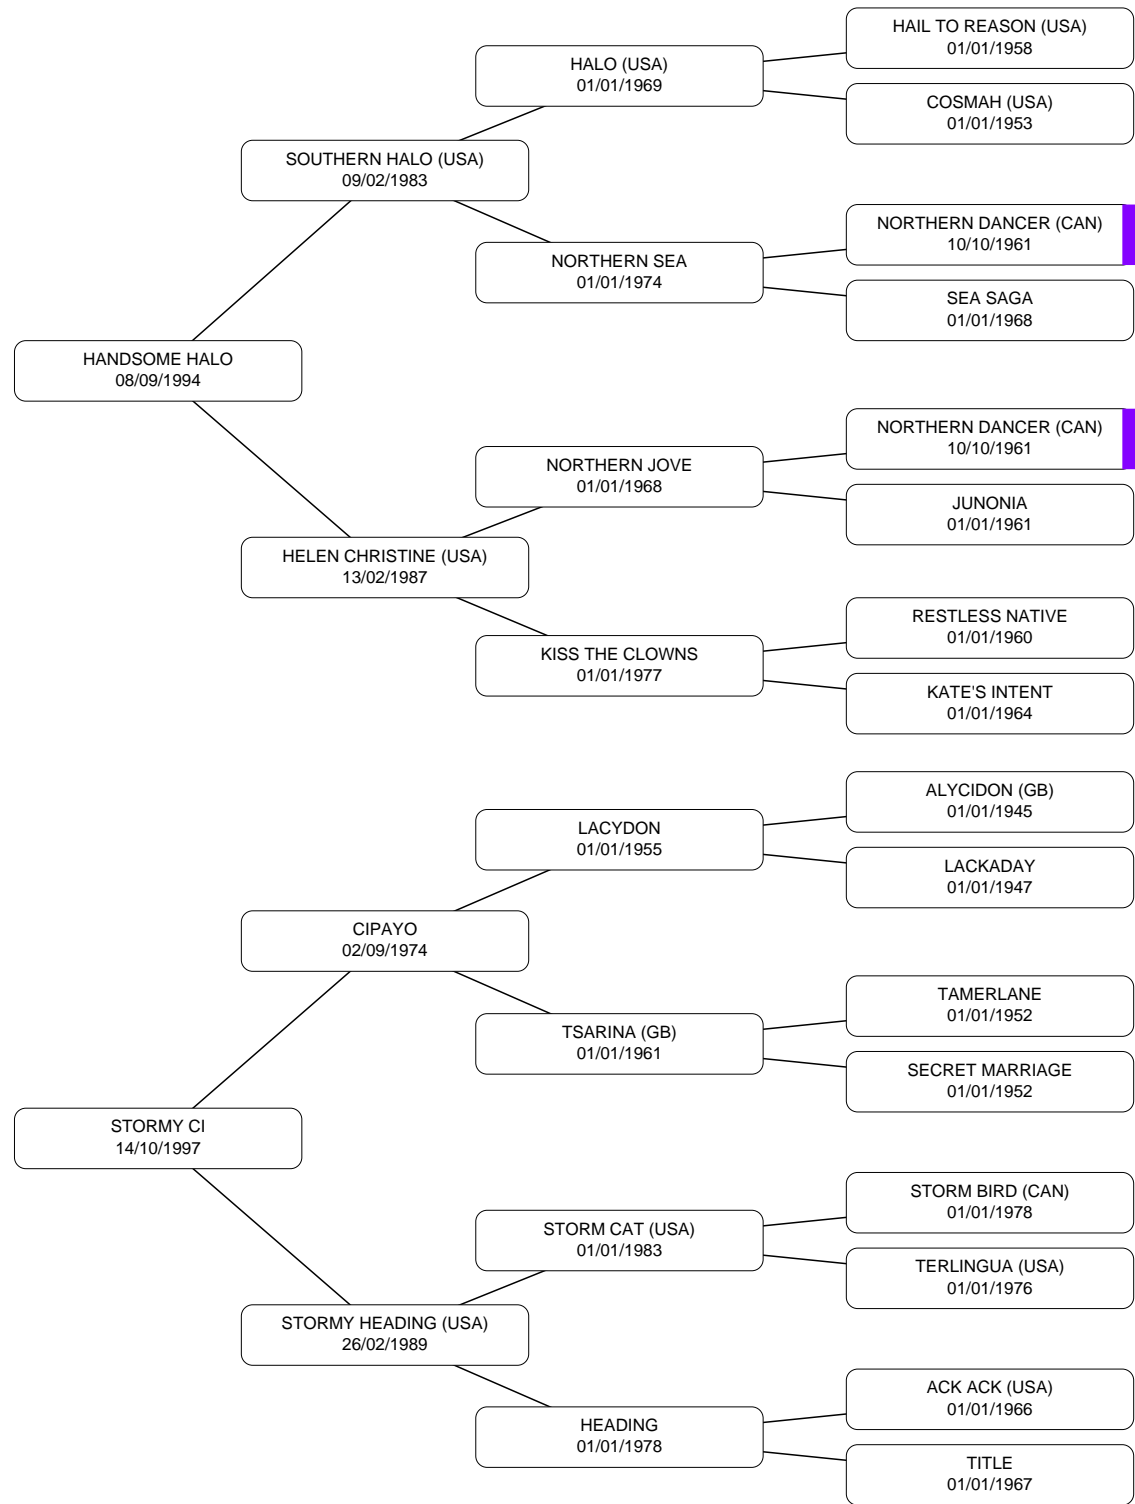 HAIL TO REASON (USA)
01/01/1958
HALO (USA)
01/01/1969
COSMAH (USA)
01/01/1953
SOUTHERN HALO (USA)
09/02/1983
NORTHERN DANCER (CAN)
10/10/1961
NORTHERN SEA
01/01/1974
SEA SAGA
01/01/1968
HANDSOME HALO
08/09/1994
NORTHERN DANCER (CAN)
10/10/1961
NORTHERN JOVE
01/01/1968
JUNONIA
01/01/1961
HELEN CHRISTINE (USA)
13/02/1987
RESTLESS NATIVE
01/01/1960
KISS THE CLOWNS
01/01/1977
KATE'S INTENT
01/01/1964
ALYCIDON (GB)
01/01/1945
LACYDON
01/01/1955
LACKADAY
01/01/1947
CIPAYO
02/09/1974
TAMERLANE
01/01/1952
TSARINA (GB)
01/01/1961
SECRET MARRIAGE
01/01/1952
STORMY CI
14/10/1997
STORM BIRD (CAN)
01/01/1978
STORM CAT (USA)
01/01/1983
TERLINGUA (USA)
01/01/1976
STORMY HEADING (USA)
26/02/1989
ACK ACK (USA)
01/01/1966
HEADING
01/01/1978
TITLE
01/01/1967